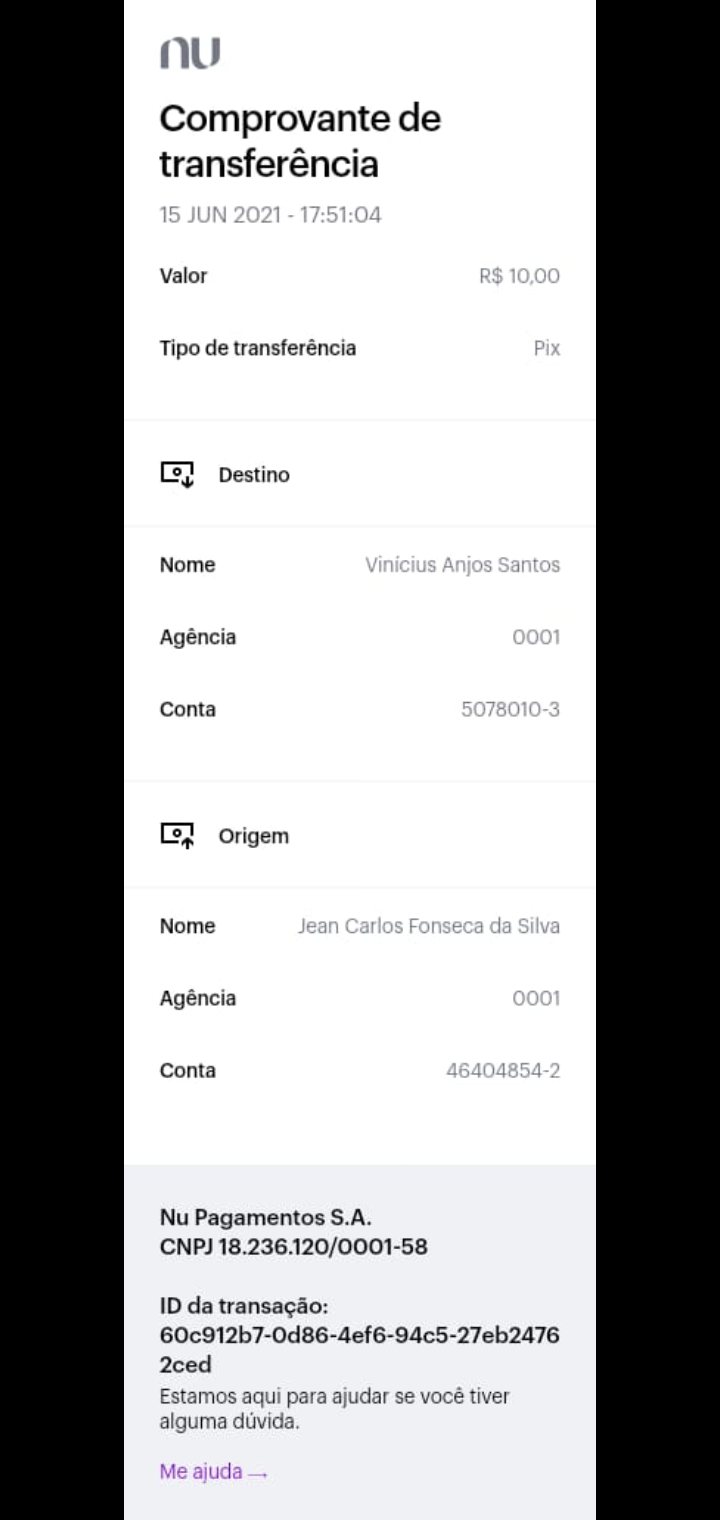 nu
Comprovante de
transferência
15 JUN 2021 - 17:51:04
Valor R$ 10,00
Tipo de transferência Pix
Destino
Nome Vinícius Anjos Santos
Agência 0001
Conta 5078010-3
Origem
Nome Jean Carlos Fonseca da Silva
Agência 0001
Conta 46404854-2
Nu Pagamentos S.A.
CNPJ 18.236.120/0001-58
ID da transação:
60c912b7-0d86-4ef6-94c5-27eb2476
2ced
Estamos aqui para ajudar se você tiver
alguma dúvida.
Me ajuda →